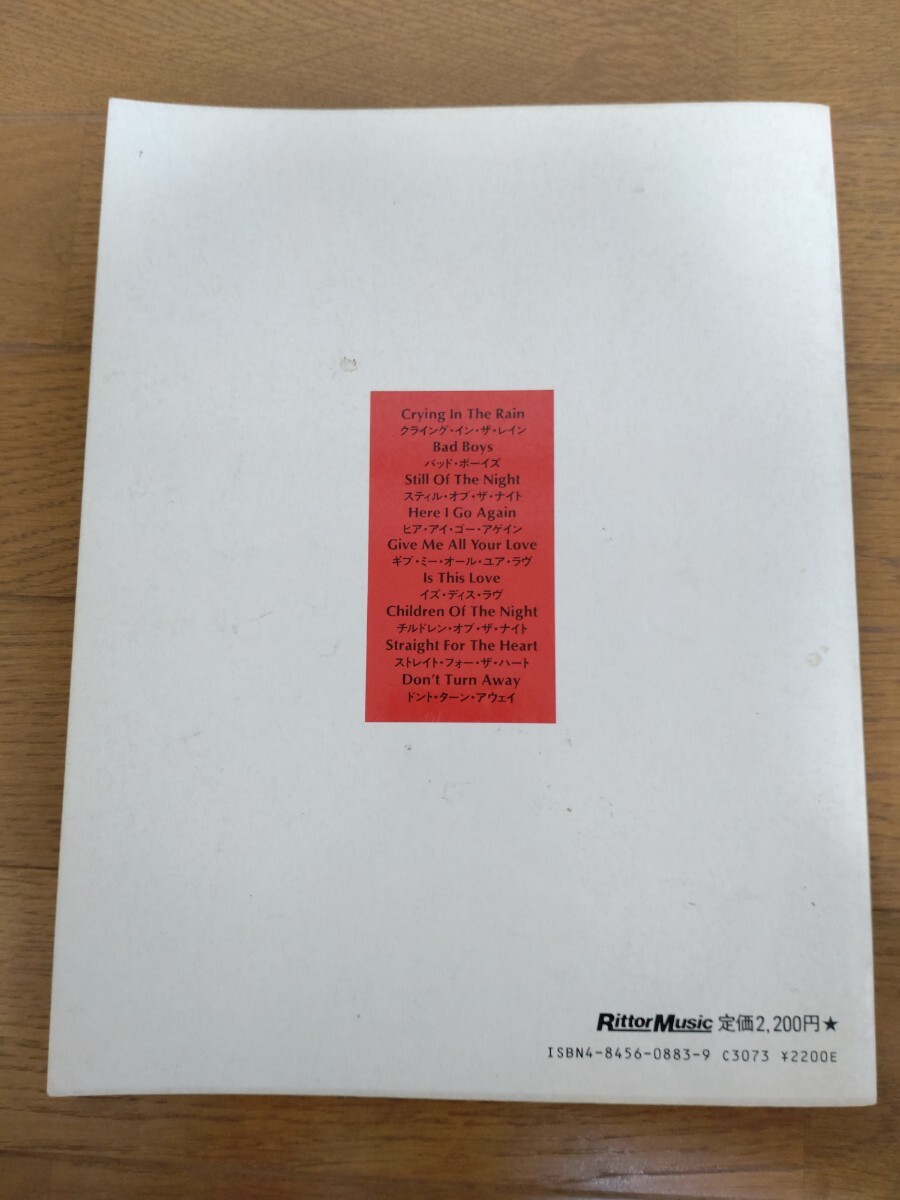 Crying In The Rain
クライング・イン・ザ・レイン
Bad Boys
バッド・ボーイズ
Still Of The Night
スティル・オブ・ザ・ナイト
Here I Go Again
ヒア・アイ・ゴー・アゲイン
Give Me All Your Love
ギブ・ミー・オール・ユア・ラヴ
Is This Love
イズ・ディス・ラヴ
Children Of The Night
チルドレン・オブ・ザ・ナイト
Straight For The Heart
ストレイト・フォー・ザ・ハート
Don't Turn Away
ドント・ターン・アウェイ
RittorMusic 定価2,200円★
ISBN4-8456-0883-9 C3073 ¥2200E